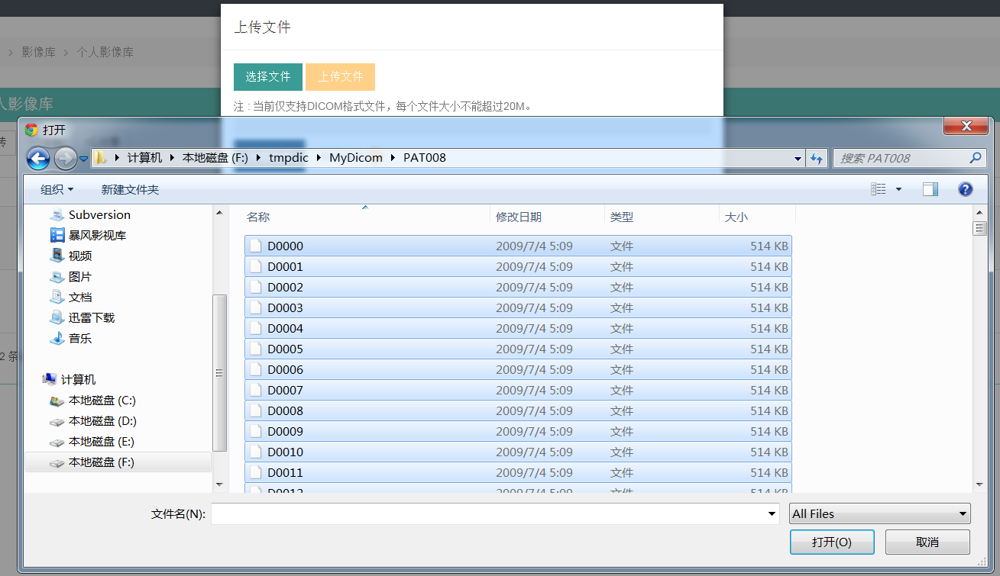 上传文件
影像库 个人影像库
选择文件 上传文件
注 : 当前仅支持DICOM格式文件，每个文件大小不能超过20M。
人影像库
传
打开
计算机 本地磁盘 (F:) tmpdic MyDicom PAT008
搜索 PAT008
组织 新建文件夹
Subversion
暴风影视库
视频
图片
文档
迅雷下载
音乐
计算机
本地磁盘 (C:)
本地磁盘 (D:)
本地磁盘 (E:)
本地磁盘 (F:)
2 条
名称 修改日期 类型 大小
D0000 2009/7/4 5:09 文件 514 KB
D0001 2009/7/4 5:09 文件 514 KB
D0002 2009/7/4 5:09 文件 514 KB
D0003 2009/7/4 5:09 文件 514 KB
D0004 2009/7/4 5:09 文件 514 KB
D0005 2009/7/4 5:09 文件 514 KB
D0006 2009/7/4 5:09 文件 514 KB
D0007 2009/7/4 5:09 文件 514 KB
D0008 2009/7/4 5:09 文件 514 KB
D0009 2009/7/4 5:09 文件 514 KB
D0010 2009/7/4 5:09 文件 514 KB
D0011 2009/7/4 5:09 文件 514 KB
D0012 2009/7/4 5:09 文件 514 KB
文件名(N):
All Files
打开(O) 取消